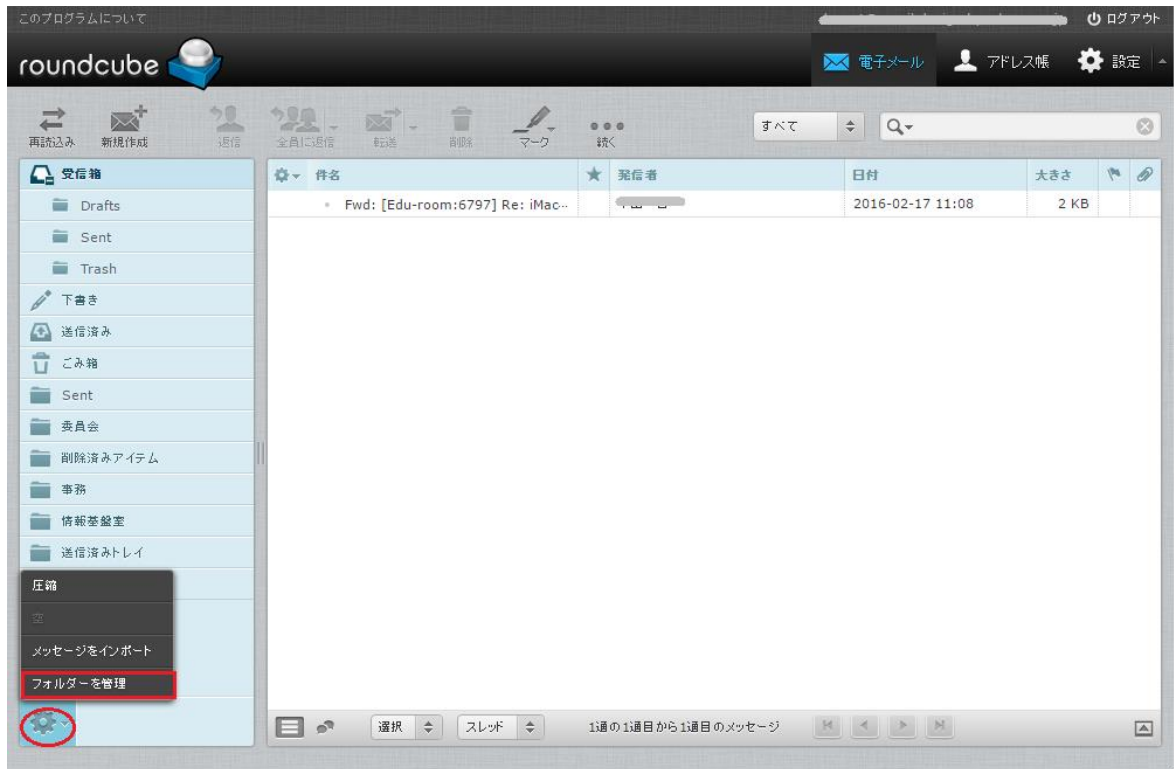 このプログラムについて
ログアウト
roundcube
電子メール
アドレス帳
設定
再読込み
新規作成
返信
全員に返信
転送
削除
マーク
続く
すべて
受信箱
Drafts
Sent
Trash
下書き
送信済み
ごみ箱
Sent
委員会
削除済みアイテム
事務
情報基盤室
送信済みトレイ
圧縮
空
メッセージをインポート
フォルダーを管理
件名 発信者 日付 大きさ
Fwd: [Edu-room:6797] Re: iMac... 2016-02-17 11:08 2 KB
選択 スレッド 1通の1通目から1通目のメッセージ